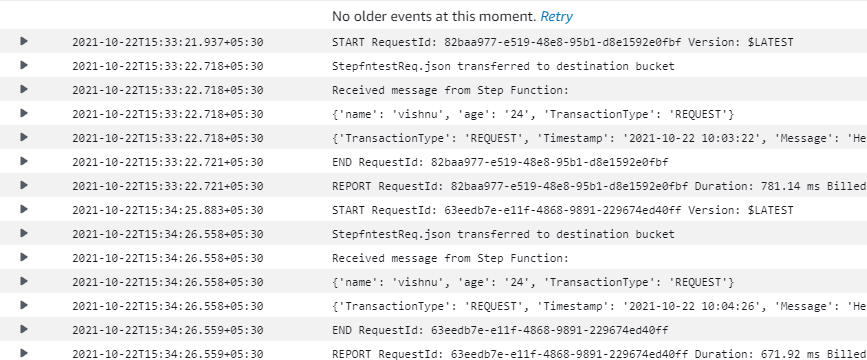 No older events at this moment. Retry
2021-10-22T15:33:21.937+05:30 START RequestId: 82baa977-e519-48e8-95b1-d8e1592e0fbf Version: $LATEST
2021-10-22T15:33:22.718+05:30 StepfntestReq.json transferred to destination bucket
2021-10-22T15:33:22.718+05:30 Received message from Step Function:
2021-10-22T15:33:22.718+05:30 {'name': 'vishnu', 'age': '24', 'TransactionType': 'REQUEST'}
2021-10-22T15:33:22.718+05:30 {'TransactionType': 'REQUEST', 'Timestamp': '2021-10-22 10:03:22', 'Message': 'He
2021-10-22T15:33:22.721+05:30 END RequestId: 82baa977-e519-48e8-95b1-d8e1592e0fbf
2021-10-22T15:33:22.721+05:30 REPORT RequestId: 82baa977-e519-48e8-95b1-d8e1592e0fbf Duration: 781.14 ms Billed
2021-10-22T15:34:25.883+05:30 START RequestId: 63eedb7e-e11f-4868-9891-229674ed40ff Version: $LATEST
2021-10-22T15:34:26.558+05:30 StepfntestReq.json transferred to destination bucket
2021-10-22T15:34:26.558+05:30 Received message from Step Function:
2021-10-22T15:34:26.558+05:30 {'name': 'vishnu', 'age': '24', 'TransactionType': 'REQUEST'}
2021-10-22T15:34:26.558+05:30 {'TransactionType': 'REQUEST', 'Timestamp': '2021-10-22 10:04:26', 'Message': 'He
2021-10-22T15:34:26.559+05:30 END RequestId: 63eedb7e-e11f-4868-9891-229674ed40ff
2021-10-22T15:34:26.559+05:30 REPORT RequestId: 63eedb7e-e11f-4868-9891-229674ed40ff Duration: 671.92 ms Billed